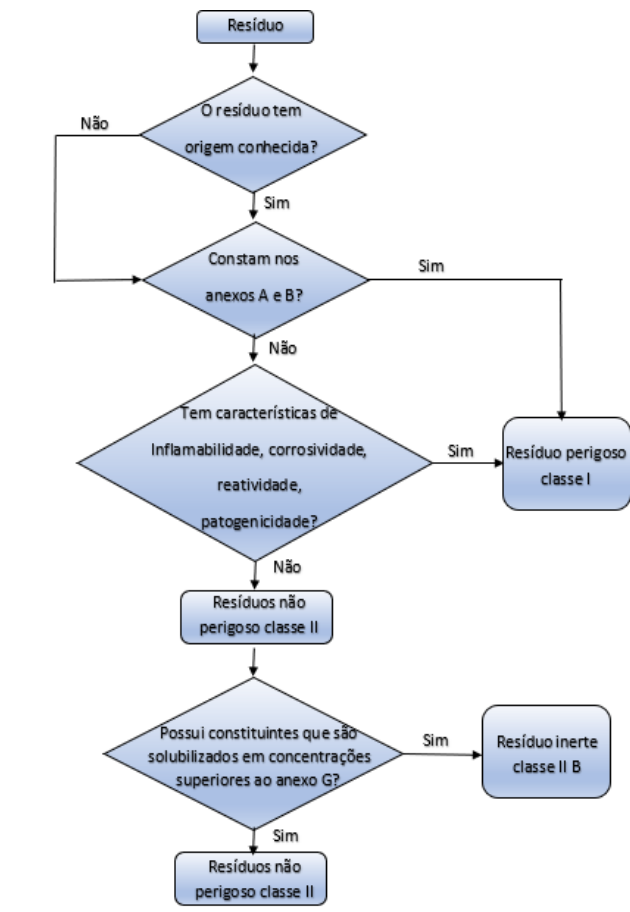 Resíduo
O resíduo tem
origem conhecida?
Não
Sim
Constam nos
anexos A e B?
Sim
Não
Tem características de
Inflamabilidade, corrosividade,
reatividade,
patogenicidade?
Sim
Resíduo perigoso
classe I
Não
Resíduos não
perigoso classe II
Possui constituintes que são
solubilizados em concentrações
superiores ao anexo G?
Sim
Resíduo inerte
classe II B
Sim
Resíduos não
perigoso classe II